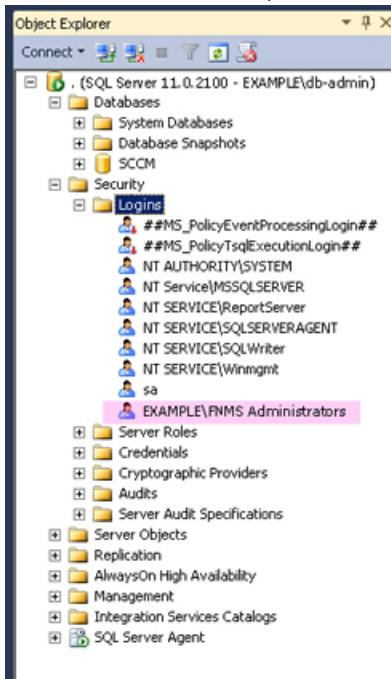 Object Explorer
Connect
. (SQL Server 11.0.2100 - EXAMPLE\db-admin)
Databases
System Databases
Database Snapshots
SCCM
Security
Logins
##MS_PolicyEventProcessingLogin##
##MS_PolicyTsqlExecutionLogin##
NT AUTHORITY\SYSTEM
NT Service\MSSQLSERVER
NT SERVICE\ReportServer
NT SERVICE\SQLSERVERAGENT
NT SERVICE\SQLWriter
NT SERVICE\Winmgmt
sa
EXAMPLE\FNMS Administrators
Server Roles
Credentials
Cryptographic Providers
Audits
Server Audit Specifications
Server Objects
Replication
AlwaysOn High Availability
Management
Integration Services Catalogs
SQL Server Agent